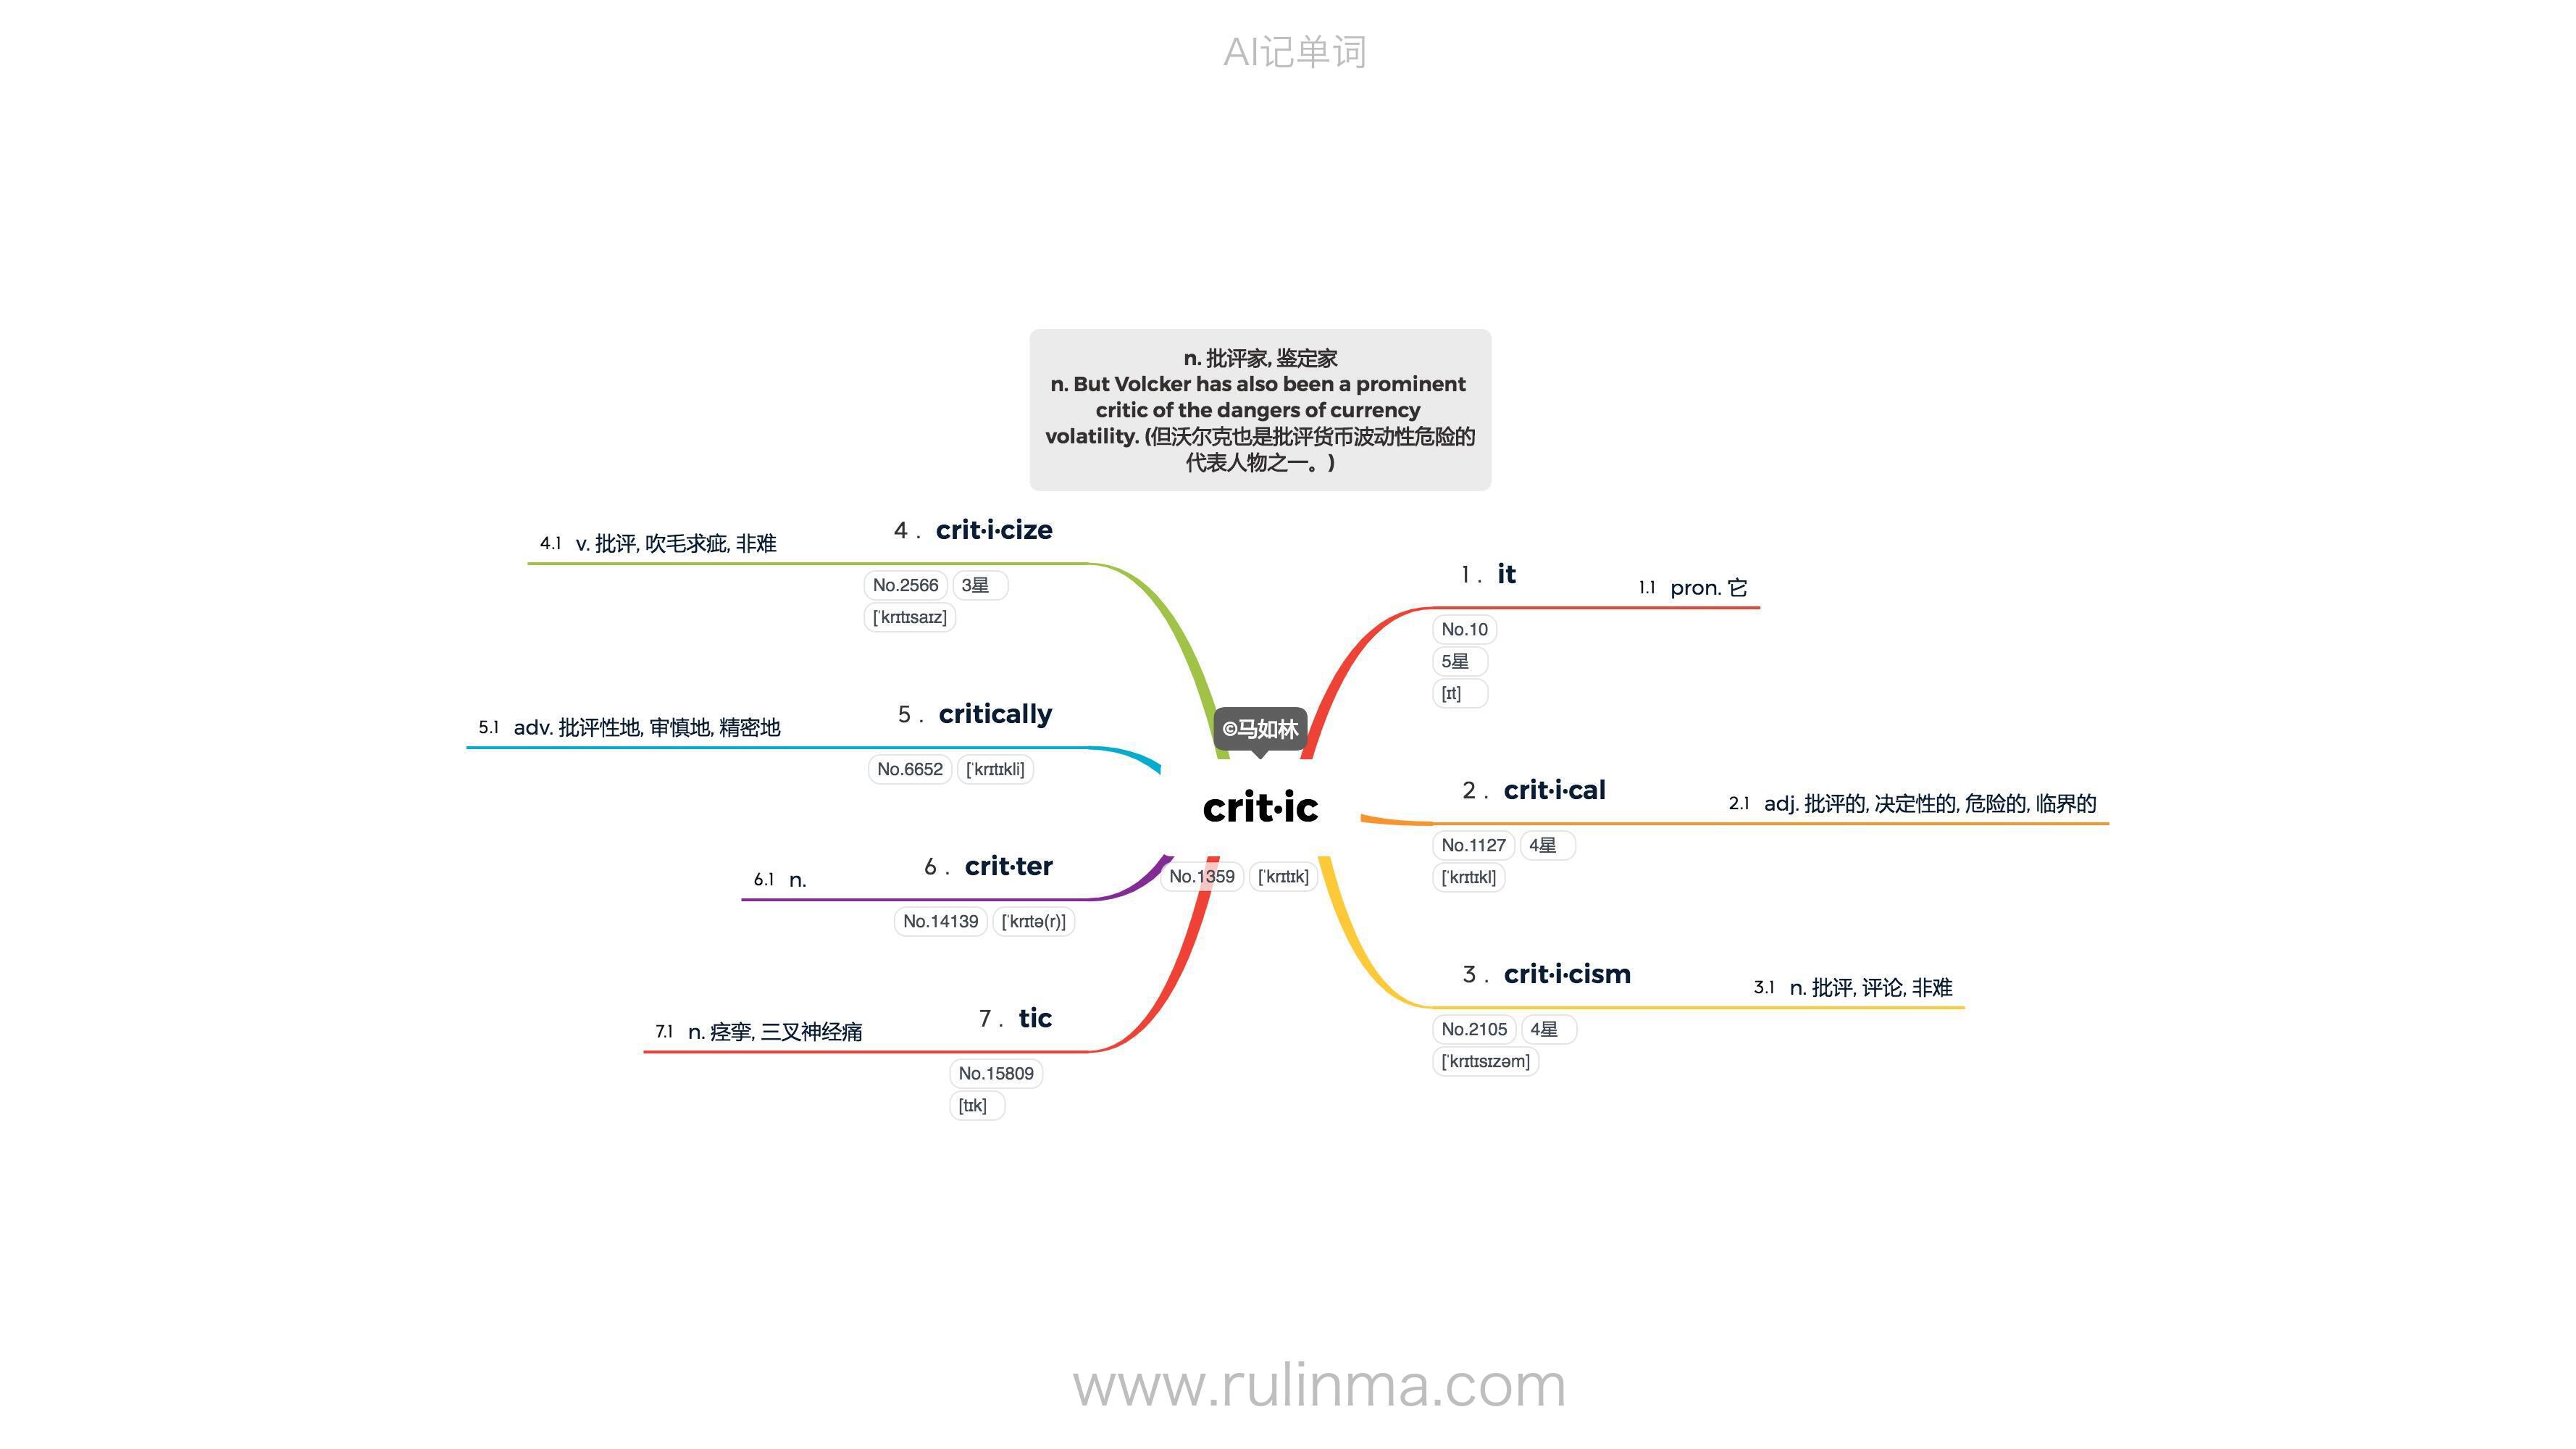 AI记单词
n. 批评家, 鉴定家
n. But Volcker has also been a prominent
critic of the dangers of currency
volatility. (但沃尔克也是批评货币波动性危险的
代表人物之一。)
©马如林
crit·ic
No.1359 [ˈkrɪtɪk]
1 . it
1.1 pron. 它
No.10
5星
[ɪt]
2 . crit·i·cal
2.1 adj. 批评的, 决定性的, 危险的, 临界的
No.1127 4星
[ˈkrɪtɪkl]
3 . crit·i·cism
3.1 n. 批评, 评论, 非难
No.2105 4星
[ˈkrɪtɪsɪzəm]
4 . crit·i·cize
4.1 v. 批评, 吹毛求疵, 非难
No.2566 3星
[ˈkrɪtɪsaɪz]
5 . critically
5.1 adv. 批评性地, 审慎地, 精密地
No.6652 [ˈkrɪtɪkli]
6 . crit·ter
6.1 n.
No.14139 [ˈkrɪtə(r)]
7 . tic
7.1 n. 痉挛, 三叉神经痛
No.15809
[tɪk]
www.rulinma.com